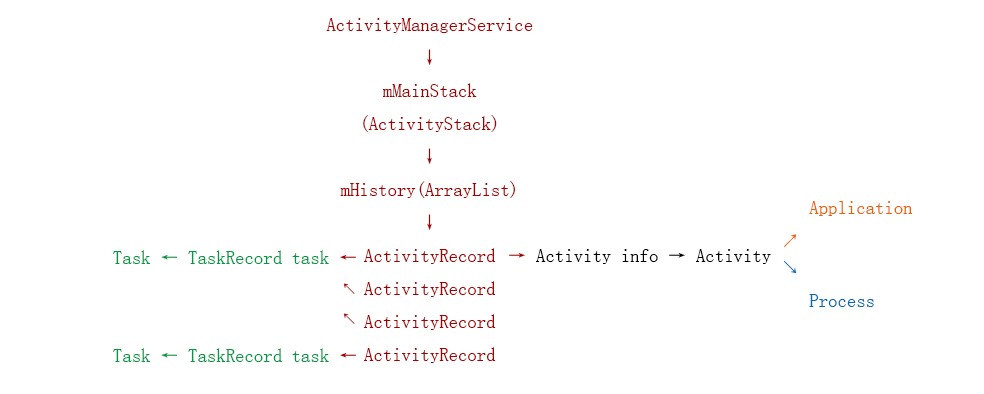 ActivityManagerService
↓
mMainStack
(ActivityStack)
↓
mHistory(ArrayList)
↓
Application
Task ← TaskRecord task ← ActivityRecord → Activity info → Activity ↗ ↘
↖ ActivityRecord
Process
↖ ActivityRecord
Task ← TaskRecord task ← ActivityRecord